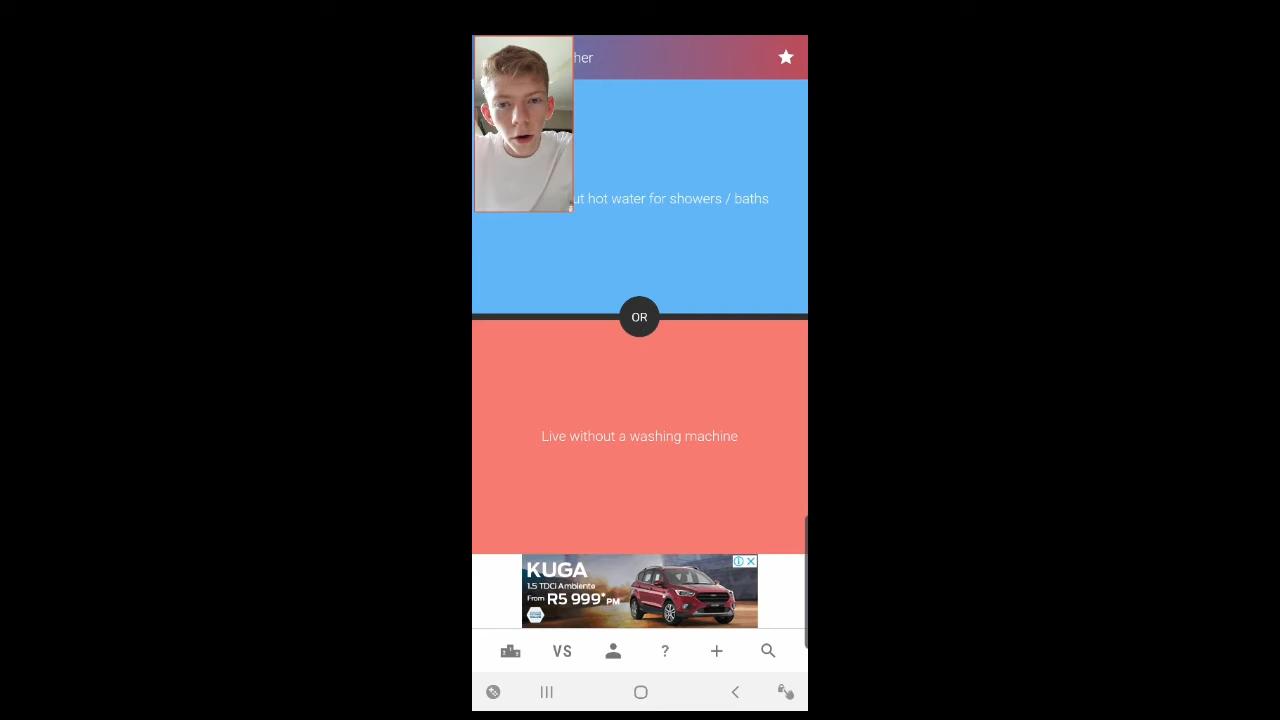 her
ut hot water for showers / baths
OR
Live without a washing machine
KUGA
1.5 TDCi Ambiente
From R5 999* PM
VS
?